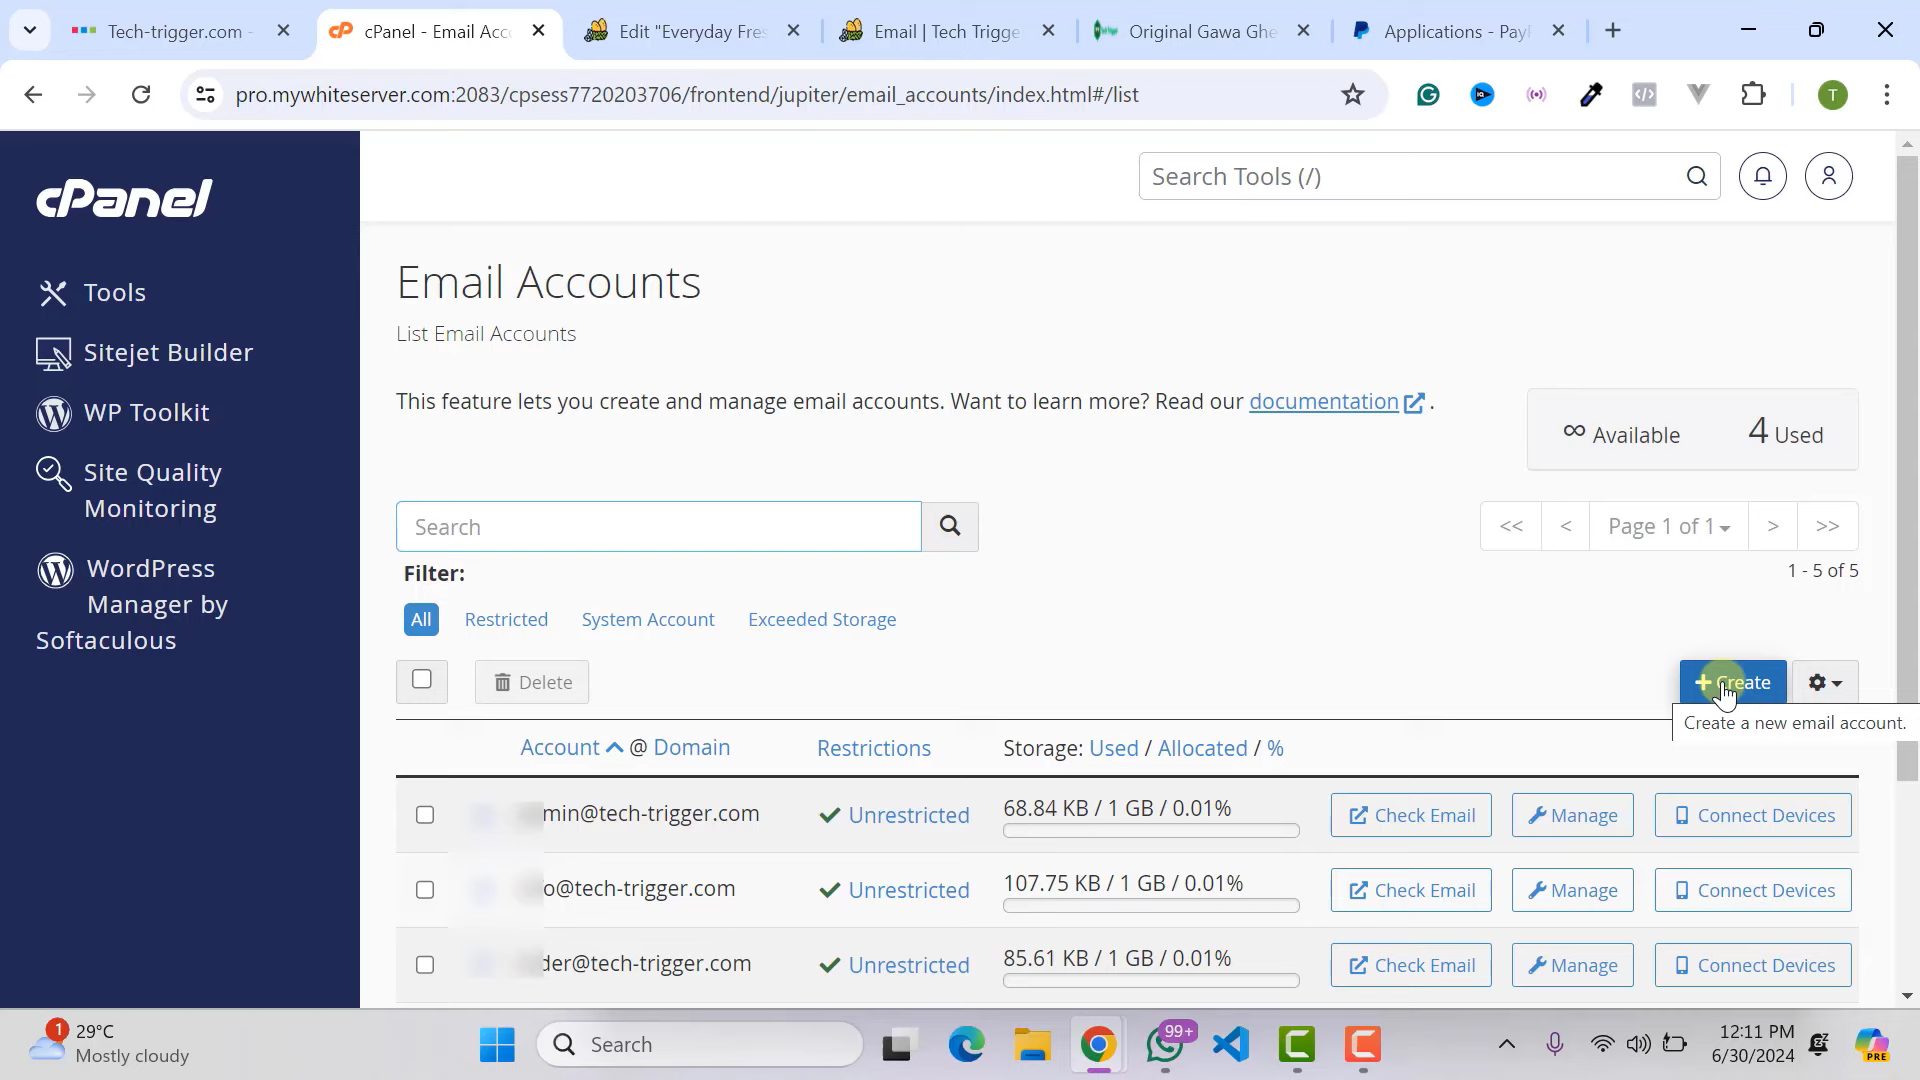 Tech-trigger.com -
cPanel - Email Acc
Edit "Everyday Fres
Email | Tech Trigge
Original Gawa Ghe
Applications - PayP
pro.mywhiteserver.com:2083/cpsess7720203706/frontend/jupiter/email_accounts/index.html#/list
T
cPanel
Search Tools (/)
Tools
Sitejet Builder
WP Toolkit
Site Quality
Monitoring
WordPress
Manager by
Softaculous
Email Accounts
List Email Accounts
This feature lets you create and manage email accounts. Want to learn more? Read our documentation .
∞ Available 4 Used
Search
<< < Page 1 of 1 > >>
Filter:
1 - 5 of 5
All Restricted System Account Exceeded Storage
Delete
+ Create
Create a new email account.
Account @ Domain Restrictions Storage: Used / Allocated / %
min@tech-trigger.com Unrestricted 68.84 KB / 1 GB / 0.01% Check Email Manage Connect Devices
o@tech-trigger.com Unrestricted 107.75 KB / 1 GB / 0.01% Check Email Manage Connect Devices
der@tech-trigger.com Unrestricted 85.61 KB / 1 GB / 0.01% Check Email Manage Connect Devices
1
29°C
Mostly cloudy
Search
99+
12:11 PM
6/30/2024
PRE